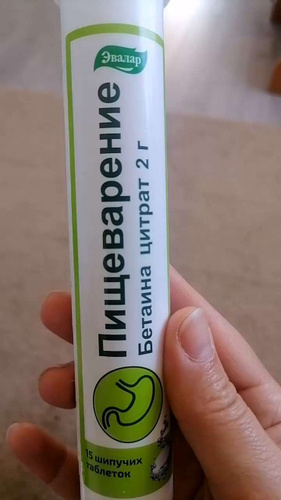 Эвалар
Пищеварение
Бетаина цитрат 2 г
15 шипучих
таблеток